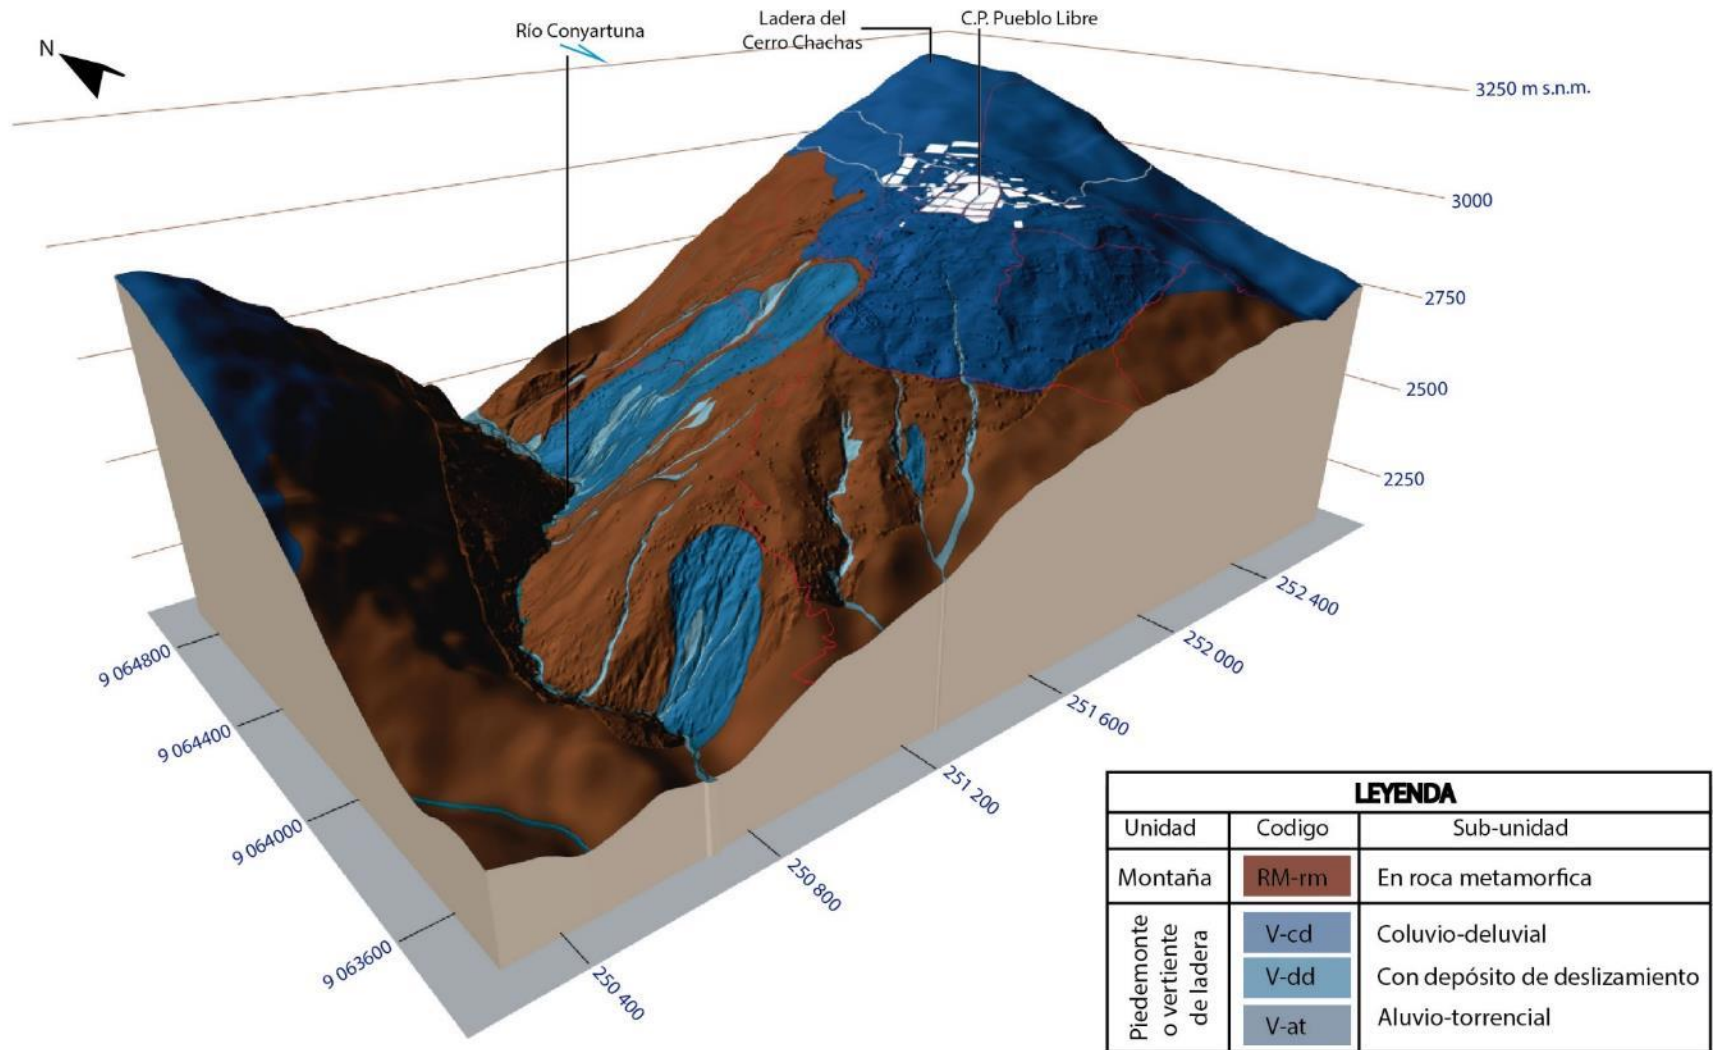 N
Río Conyartuna
Ladera del
Cerro Chachas
C.P. Pueblo Libre
3250 m s.n.m.
3000
2750
2500
2250
9 064800
9 064400
9 064000
9 063600
250 400
250 800
251 200
251 600
252 000
252 400
LEYENDA
Unidad Codigo Sub-unidad
Montaña RM-rm En roca metamorfica
Piedemonte
o vertiente
de ladera
V-cd Coluvio-deluvial
V-dd Con depósito de deslizamiento
V-at Aluvio-torrencial